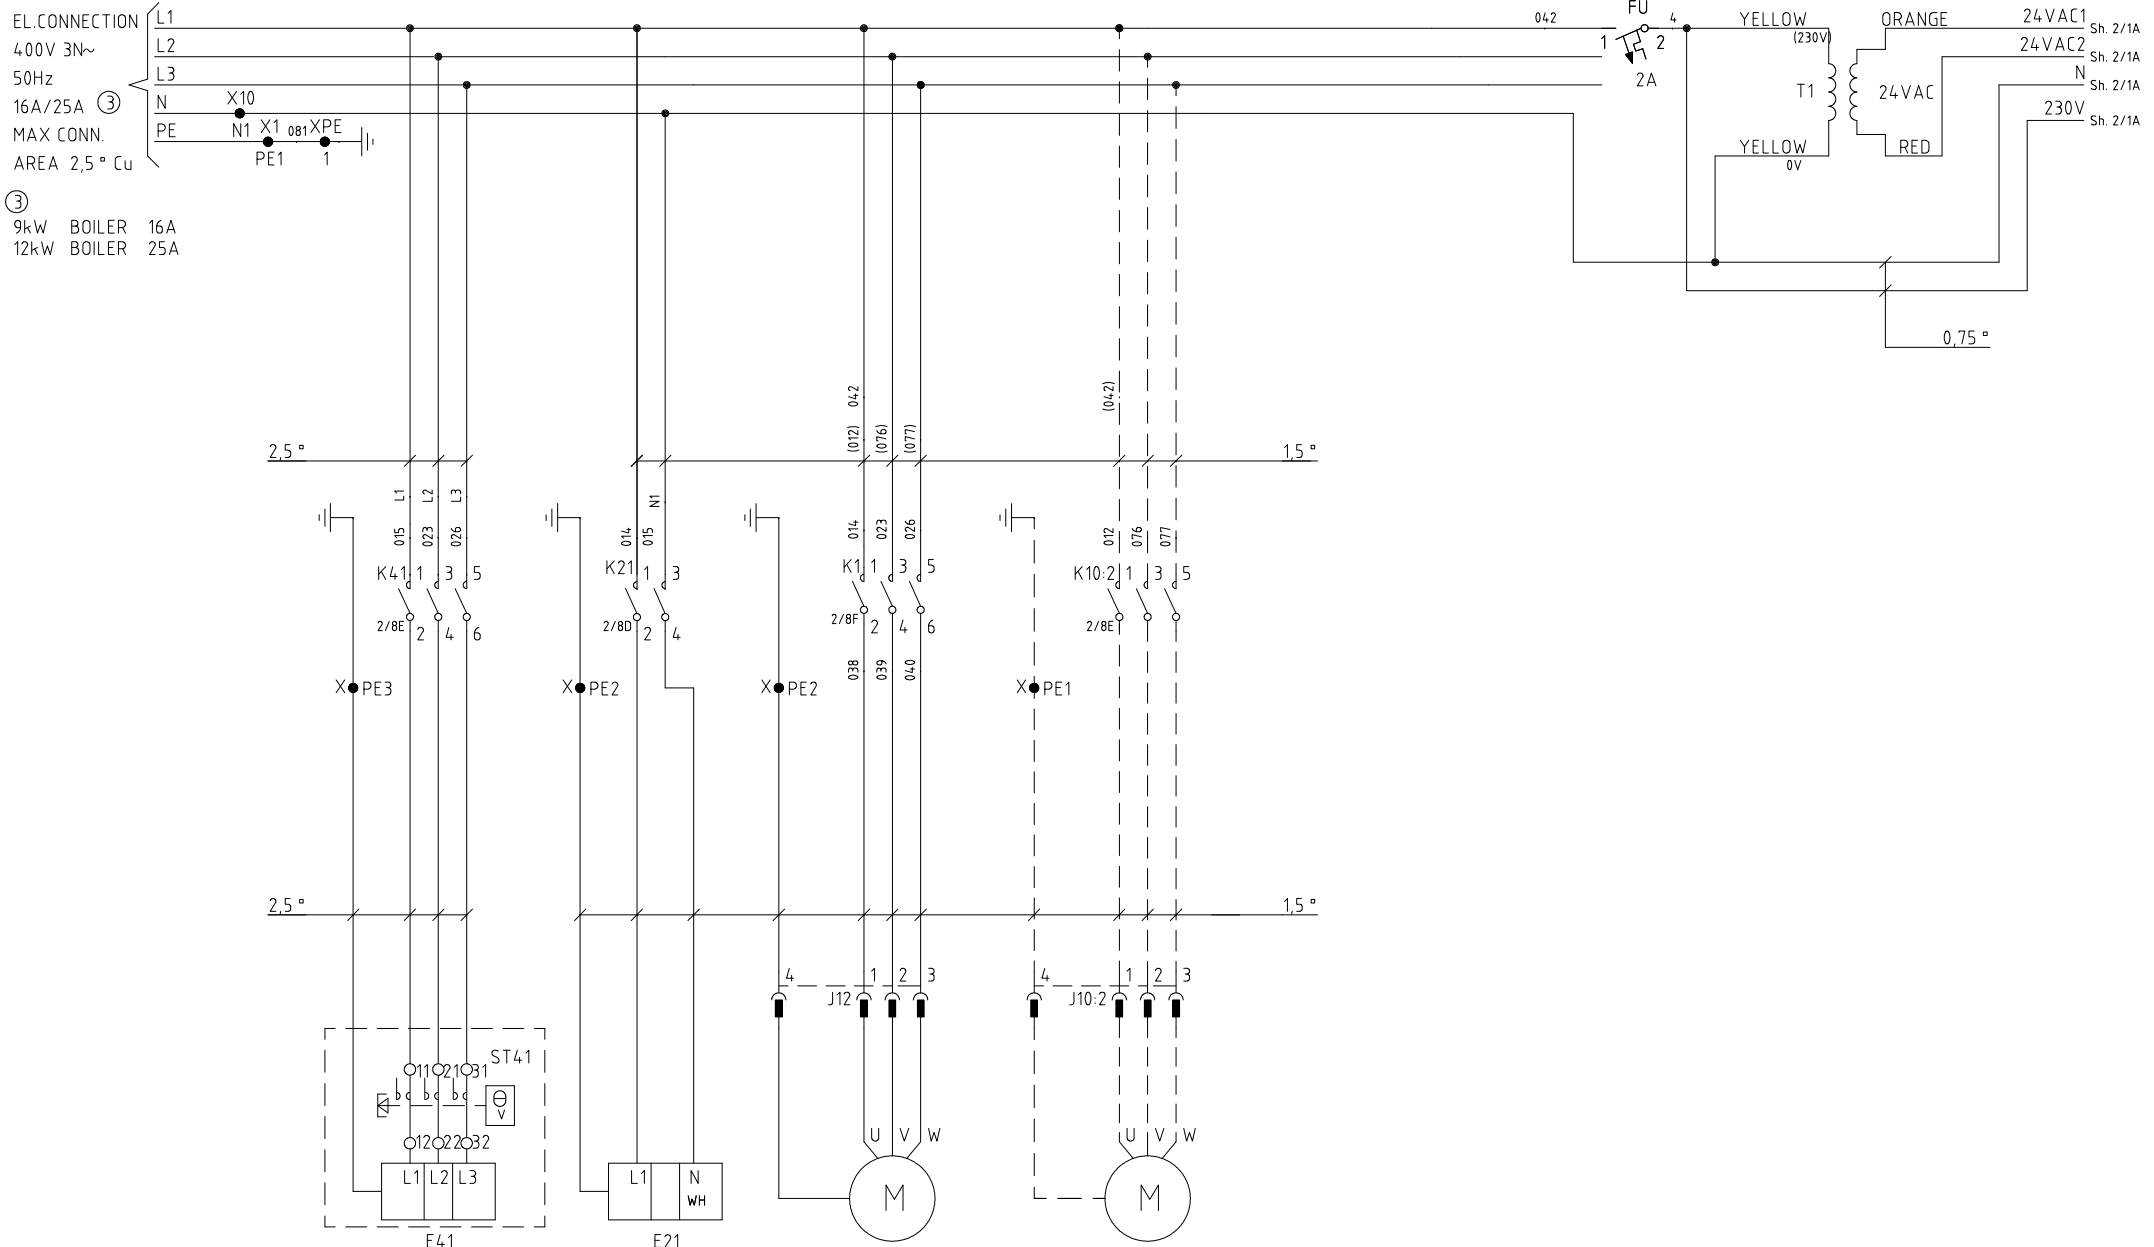 EL.CONNECTION
400V 3N~
50Hz
16A/25A ③
MAX CONN.
AREA 2,5 ▫ Cu
L1
L2
L3
N
PE
X10
N1
X1
PE1
081
XPE
1
③
9kW BOILER 16A
12kW BOILER 25A
042
FU
1
2
4
2A
YELLOW
(230V)
T1
YELLOW
0V
ORANGE
24VAC
RED
24VAC1 Sh. 2/1A
24VAC2 Sh. 2/1A
N Sh. 2/1A
230V Sh. 2/1A
0,75 ▫
042
(042)
(012)
(076)
(077)
2,5 ▫
1,5 ▫
L1
L2
L3
N1
015
023
026
014
015
014
023
026
012
076
077
K41 1 3 5
K21 1 3
K1 1 3 5
K10:2 1 3 5
2/8E 2 4 6
2/8D 2 4
2/8F 2 4 6
2/8E
038
039
040
X PE3
X PE2
X PE2
X PE1
2,5 ▫
1,5 ▫
4 1 2 3
J12
4 1 2 3
J10:2
ST41
11 21 31
Θ
V
12 22 32
U V W
U V W
L1 L2 L3
L1 N
WH
M
M
E41
E21